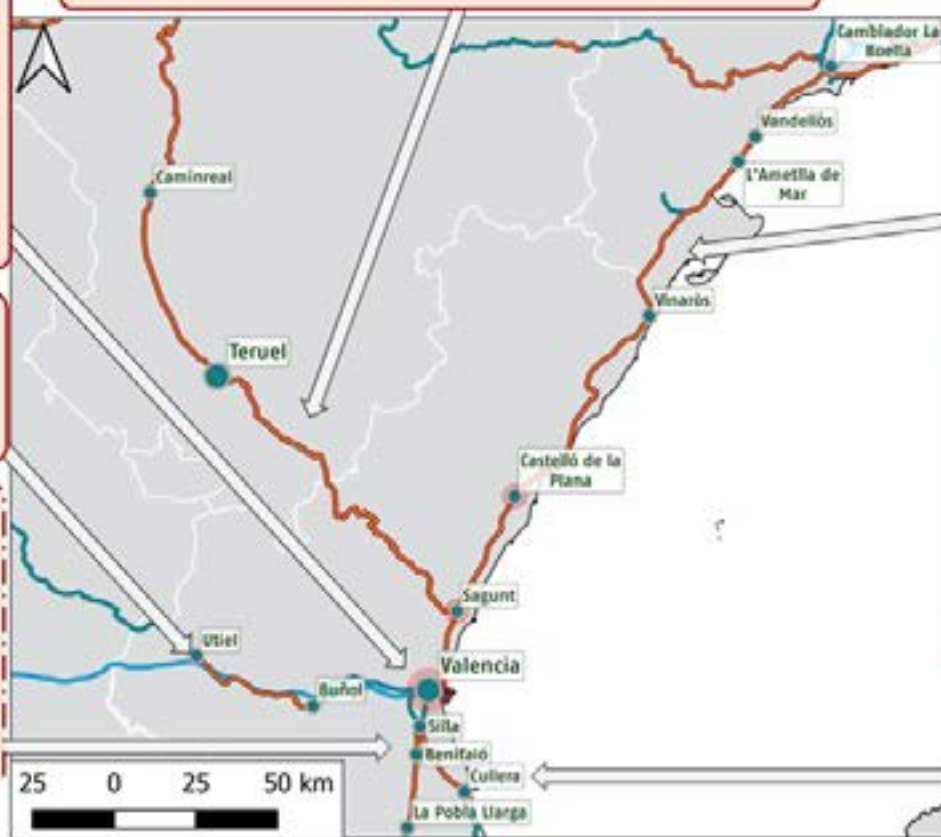 Camblador La
Boella
Vandellòs
L'Ametlla de
Mar
Caminreal
Vinaròs
Teruel
Castelló de la
Plana
Sagunt
Utiel
Valencia
Buñol
Silla
Benifaió
Cullera
La Pobla Llarga
25 0 25 50 km